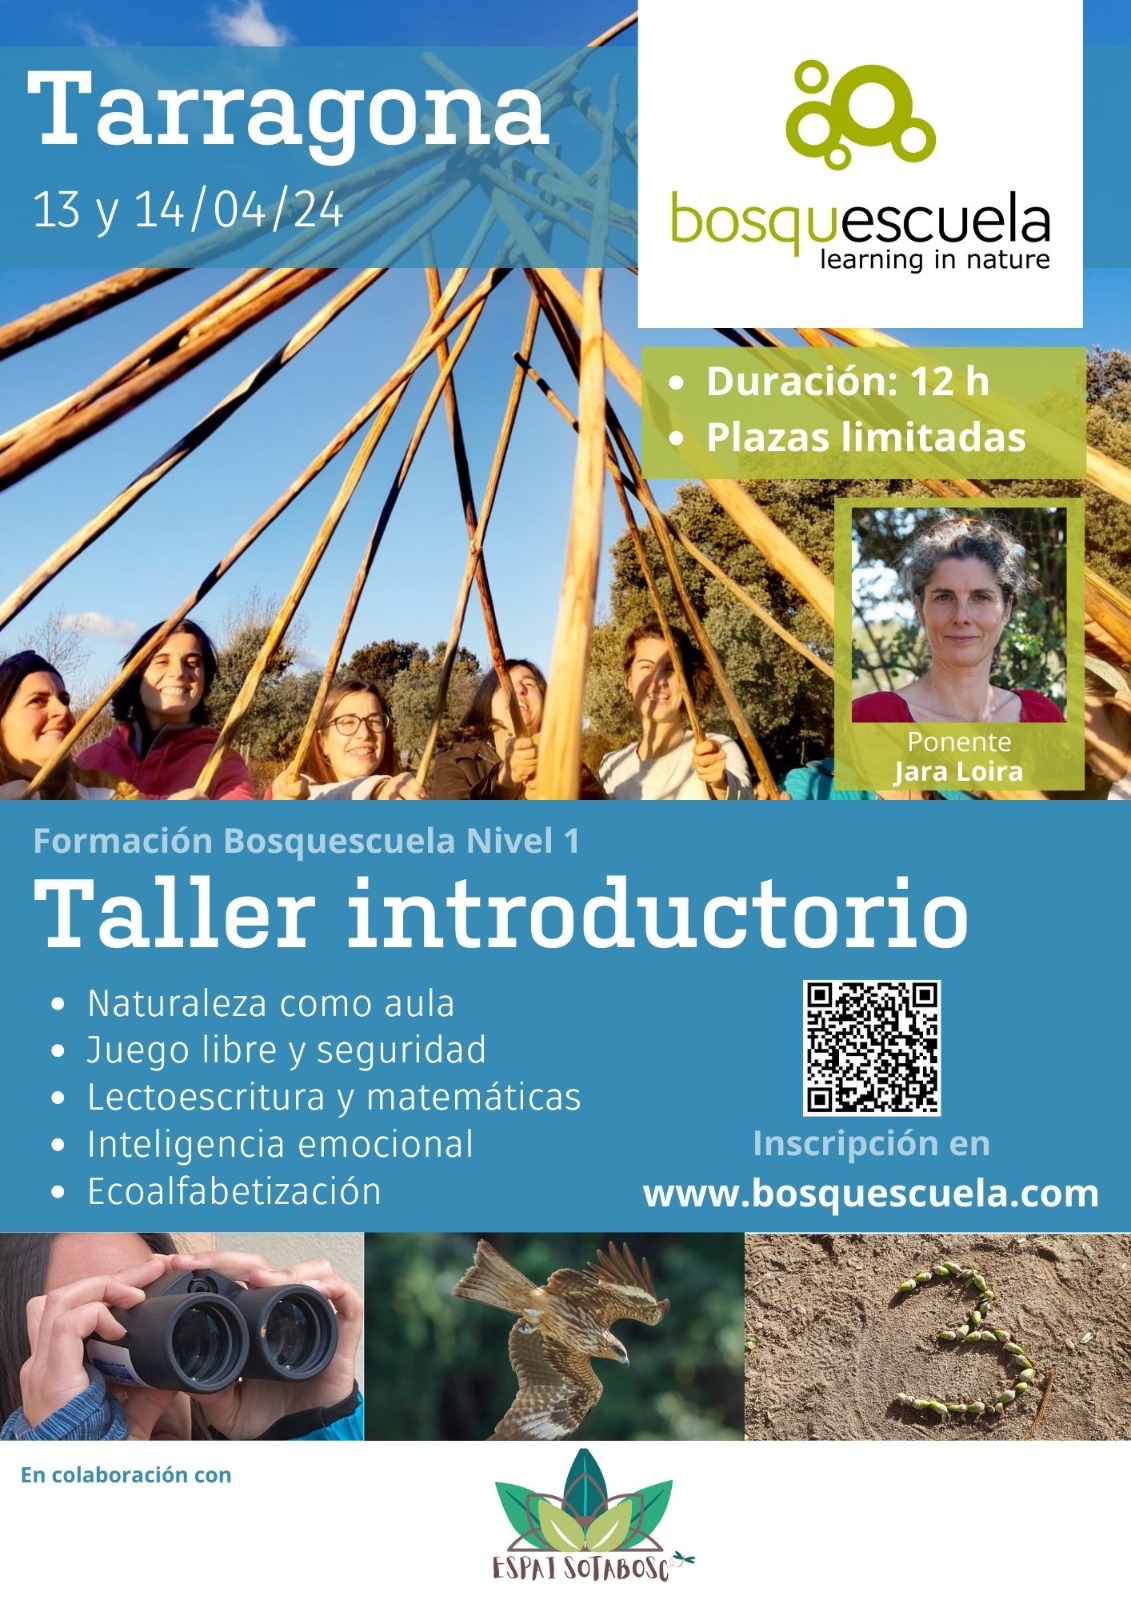 Tarragona
13 y 14/04/24
bosquescuela
learning in nature
• Duración: 12 h
• Plazas limitadas
Ponente
Jara Loira
Formación Bosquescuela Nivel 1
Taller introductorio
• Naturaleza como aula
• Juego libre y seguridad
• Lectoescritura y matemáticas
• Inteligencia emocional
• Ecoalfabetización
Inscripción en
www.bosquescuela.com
3
En colaboración con
ESPAI SOTABOSC